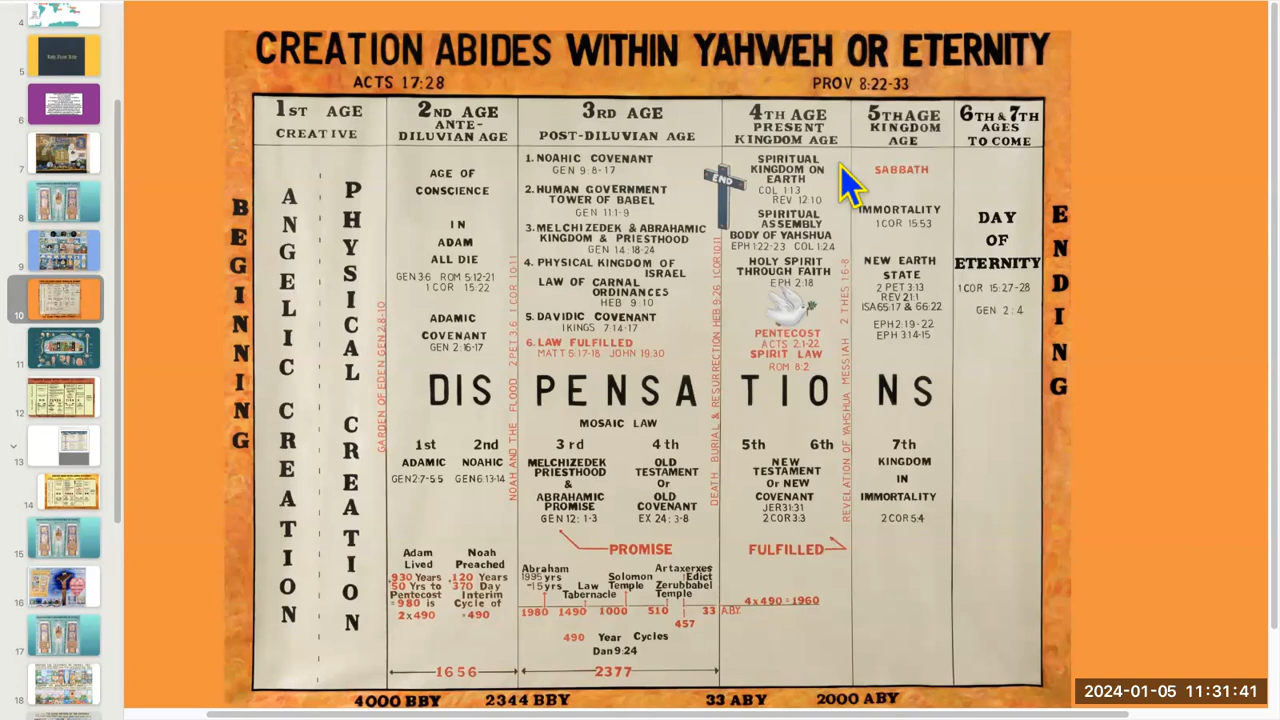 CREATION ABIDES WITHIN YAHWEH OR ETERNITY
ACTS 17:28
PROV 8:22-33
1ST AGE
CREATIVE
2ND AGE
ANTE-
DILUVIAN AGE
3RD AGE
POST-DILUVIAN AGE
4TH AGE
PRESENT
KINGDOM AGE
5TH AGE
KINGDOM
AGE
6TH & 7TH
AGES
TO COME
BEGINING
ANGELIC CREATION
PHYSICAL CREATION
GARDEN OF EDEN GEN 2:8-10
AGE OF
CONSCIENCE
IN
ADAM
ALL DIE
GEN 3:6 ROM 5:12-21
1 COR 15:22
ADAMIC
COVENANT
GEN 2:16-17
NOAH AND THE FLOOD 2PET 3:6 1 COR 10:11
1. NOAHIC COVENANT
GEN 9:8-17
2. HUMAN GOVERNMENT
TOWER OF BABEL
GEN 11:1-9
3. MELCHIZEDEK & ABRAHAMIC
KINGDOM & PRIESTHOOD
GEN 14:18-24
4. PHYSICAL KINGDOM OF
ISRAEL
LAW OF CARNAL
ORDINANCES
HEB 9:10
5. DAVIDIC COVENANT
1KINGS 7:14-17
6. LAW FULFILLED
MATT 5:17-18 JOHN 19:30
END
DEATH BURIAL & RESURRECTION HEB 9:26 1COR10:11
SPIRITUAL
KINGDOM ON
EARTH
COL 1:13
REV 12:10
SPIRITUAL
ASSEMBLY
BODY OF YAHSHUA
EPH 1:22-23 COL 1:24
HOLY SPIRIT
THROUGH FAITH
EPH 2:18
PENTECOST
ACTS 2:1-22
SPIRIT LAW
ROM 8:2
REVELATION OF YAHSHUA MESSIAH 2 THES 1:6-8
SABBATH
IMMORTALITY
1 COR 15:53
NEW EARTH
STATE
2 PET 3:13
REV 21:1
ISA 65:17 & 66:22
EPH 2:19-22
EPH 3:14-15
DAY
OF
ETERNITY
1 COR 15:27-28
GEN 2:4
ENDING
DISPENSATIONS
MOSAIC LAW
1st 2nd 3rd 4th 5th 6th 7th
ADAMIC
GEN 2:7-5:5
NOAHIC
GEN 6:13-14
MELCHIZEDEK
PRIESTHOOD
&
ABRAHAMIC
PROMISE
GEN 12:1-3
OLD
TESTAMENT
Or
OLD
COVENANT
EX 24:3-8
NEW
TESTAMENT
Or NEW
COVENANT
JER 31:31
2 COR 3:3
KINGDOM
IN
IMMORTALITY
2 COR 5:4
PROMISE
FULFILLED
Adam
Lived
930 Years
50 Yrs to
Pentecost
= 980 is
2x490
Noah
Preached
120 Years
370 Day
Interim
Cycle of
490
Abraham
1995 yrs
-15 yrs
Law
Tabernacle
Solomon
Temple
Artaxerxes
Edict
Zerubbabel
Temple
1980 1490 1000 510 33 ABY
457
490 Year Cycles
Dan 9:24
4 x 490 = 1960
1656
2377
4000 BBY
2344 BBY
33 ABY
2000 ABY
2024-01-05 11:31:41
4
5
6
7
8
9
10
11
12
13
14
15
16
17
18